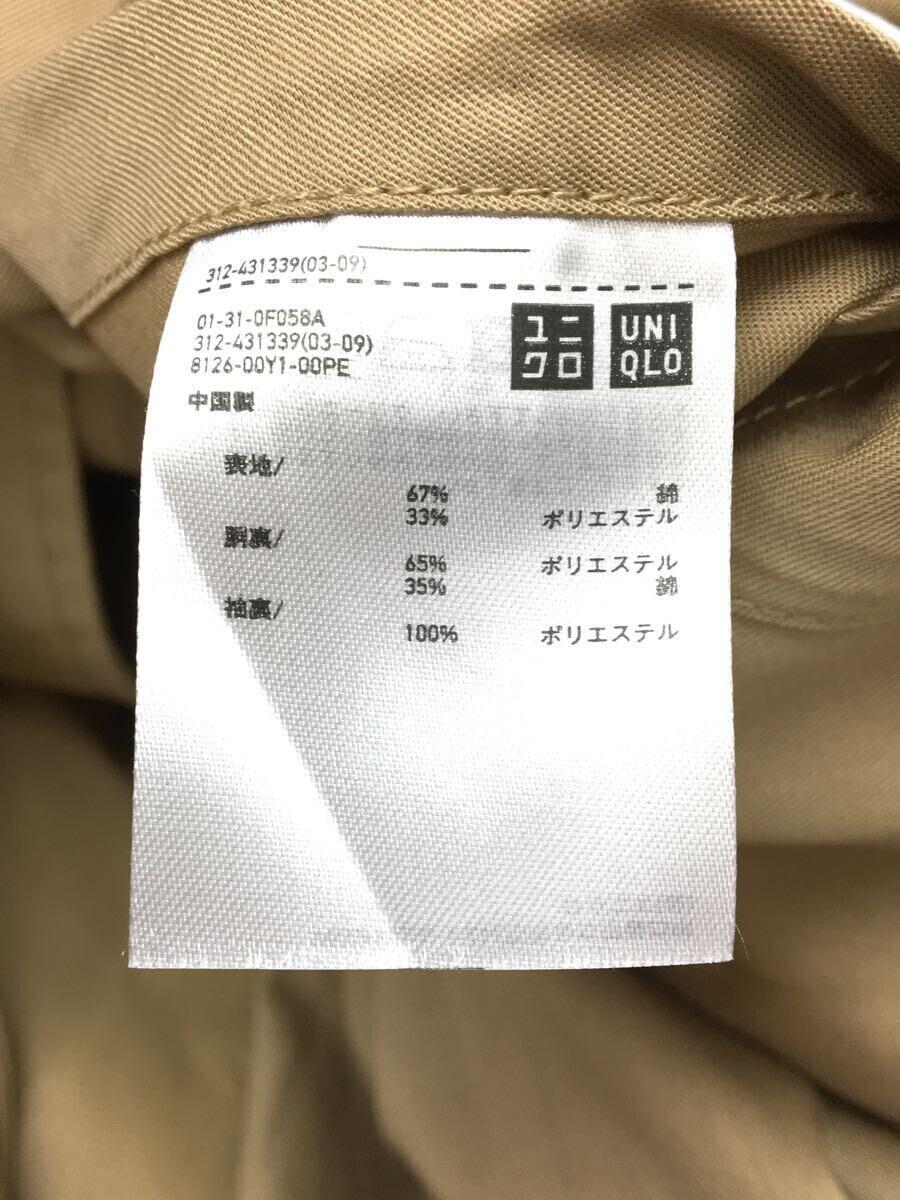 312-431339(03-09)
01-31-0F058A
312-431339(03-09)
8126-00Y1-00PE
ユニ
クロ
UNI
QLO
中国製
表地/
67% 綿
33% ポリエステル
胴裏/
65% ポリエステル
35% 綿
袖裏/
100% ポリエステル